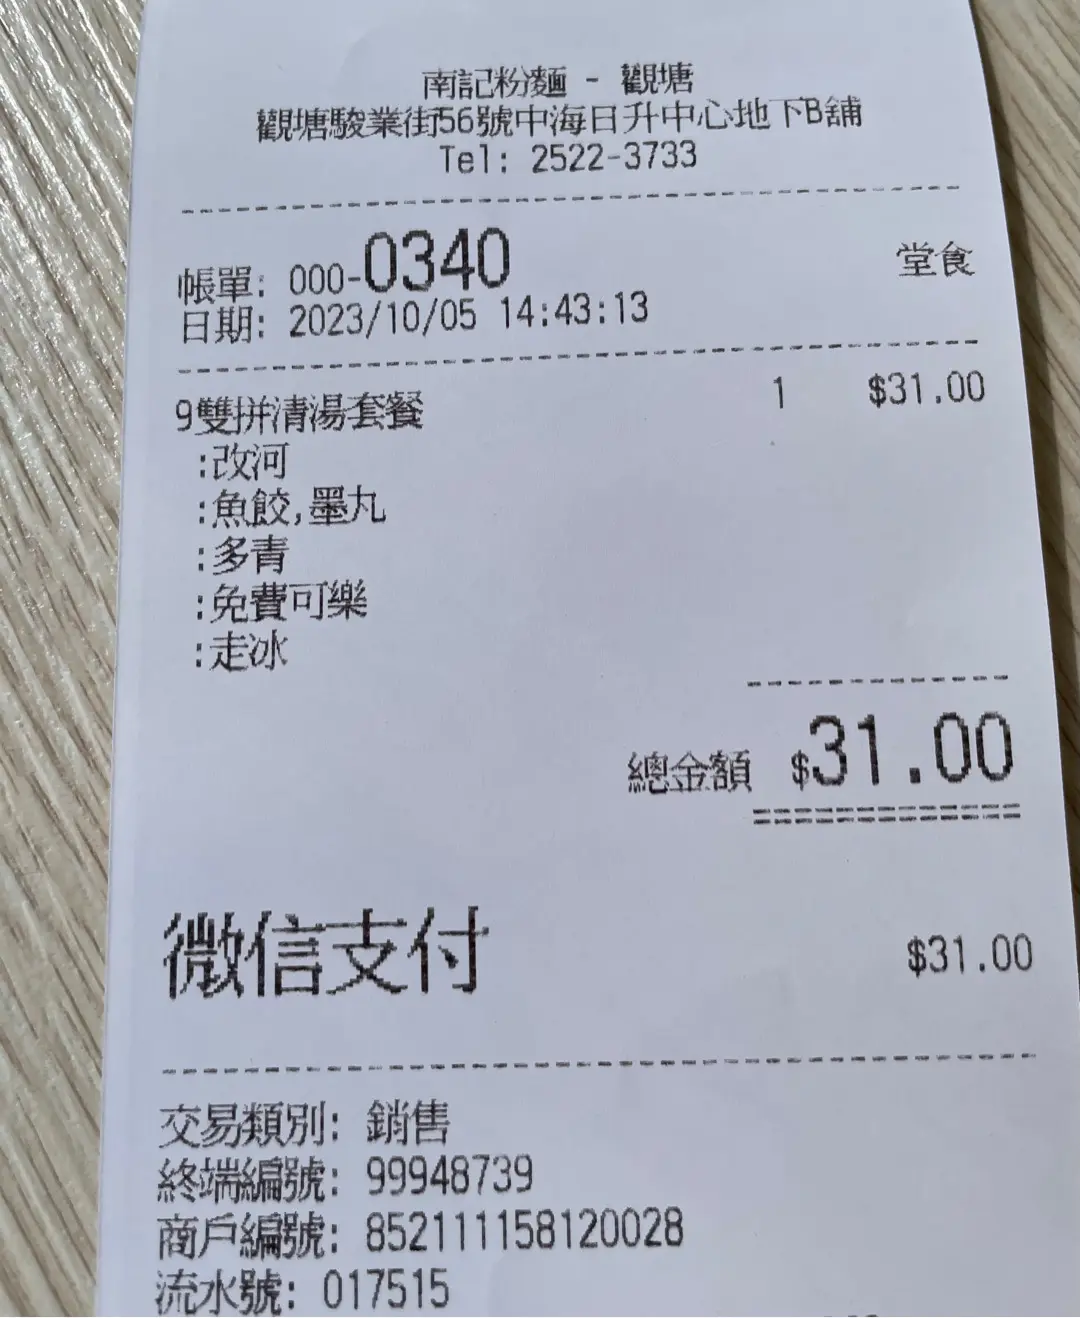 南記粉麵 - 觀塘
觀塘駿業街56號中海日升中心地下B舖
Tel: 2522-3733
帳單: 000-0340 堂食
日期: 2023/10/05 14:43:13
9雙拼清湯套餐 1 $31.00
:改河
:魚餃,墨丸
:多青
:免費可樂
:走冰
總金額 $31.00
微信支付 $31.00
交易類別: 銷售
終端編號: 99948739
商戶編號: 852111158120028
流水號: 017515